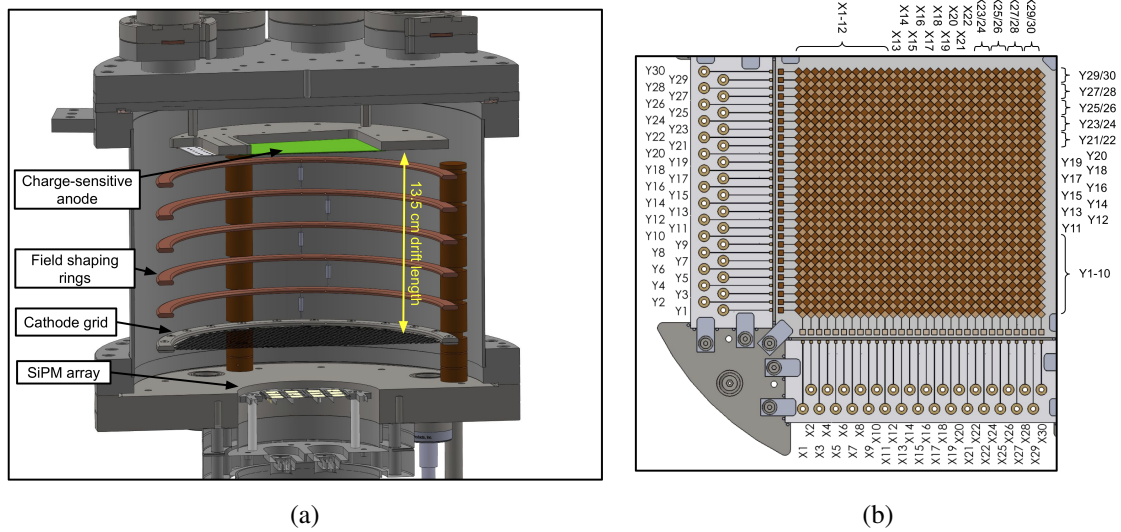 Charge-sensitive
anode
Field shaping
rings
Cathode grid
SiPM array
13.5 cm drift length
(a)
X1-12
X13
X14
X15
X16
X17
X18
X19
X20
X21
X22
X23/24
X25/26
X27/28
X29/30
Y30
Y29
Y28
Y27
Y26
Y25
Y24
Y23
Y22
Y21
Y20
Y19
Y18
Y17
Y16
Y15
Y14
Y13
Y12
Y11
Y10
Y9
Y8
Y7
Y6
Y5
Y4
Y3
Y2
Y1
Y29/30
Y27/28
Y25/26
Y23/24
Y21/22
Y20
Y19
Y18
Y17
Y16
Y15
Y14
Y13
Y12
Y11
Y1-10
X1
X2
X3
X4
X5
X6
X7
X8
X9
X10
X11
X12
X13
X14
X15
X16
X17
X18
X19
X20
X21
X22
X22
X24
X25
X26
X27
X28
X29
X30
(b)